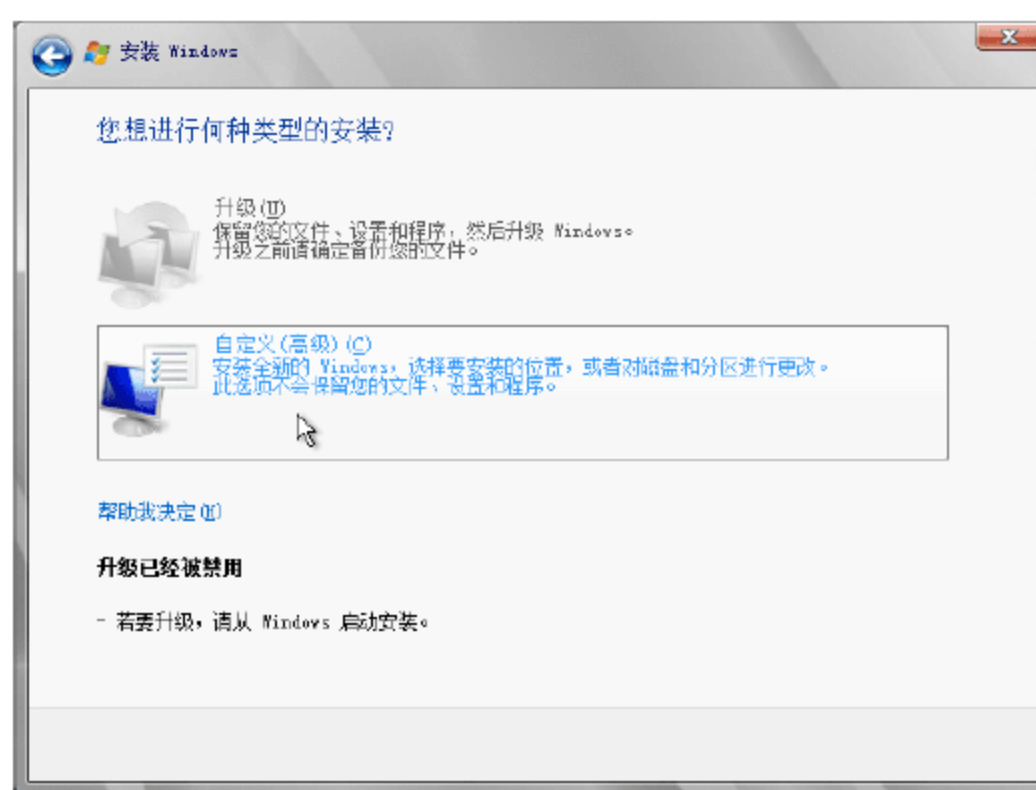 安装 Windows
您想进行何种类型的安装?
升级(U)
保留您的文件、设置和程序，然后升级 Windows。
升级之前请确定备份您的文件。
自定义(高级)(C)
安装全新的 Windows，选择要安装的位置，或者对磁盘和分区进行更改。
此选项不会保留您的文件、设置和程序。
帮助我决定(H)
升级已经被禁用
- 若要升级，请从 Windows 启动安装。